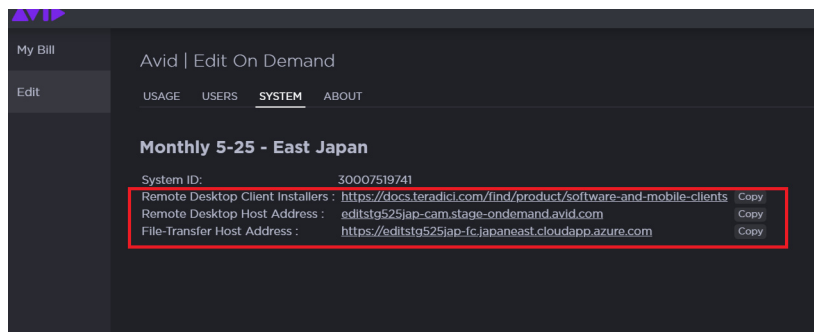 AVID
My Bill
Avid | Edit On Demand
Edit
USAGE USERS SYSTEM ABOUT
Monthly 5-25 - East Japan
System ID: 30007519741
Remote Desktop Client Installers : https://docs.teradici.com/find/product/software-and-mobile-clients Copy
Remote Desktop Host Address : editstg525jap-cam.stage-ondemand.avid.com Copy
File-Transfer Host Address : https://editstg525jap-fc.japaneast.cloudapp.azure.com Copy